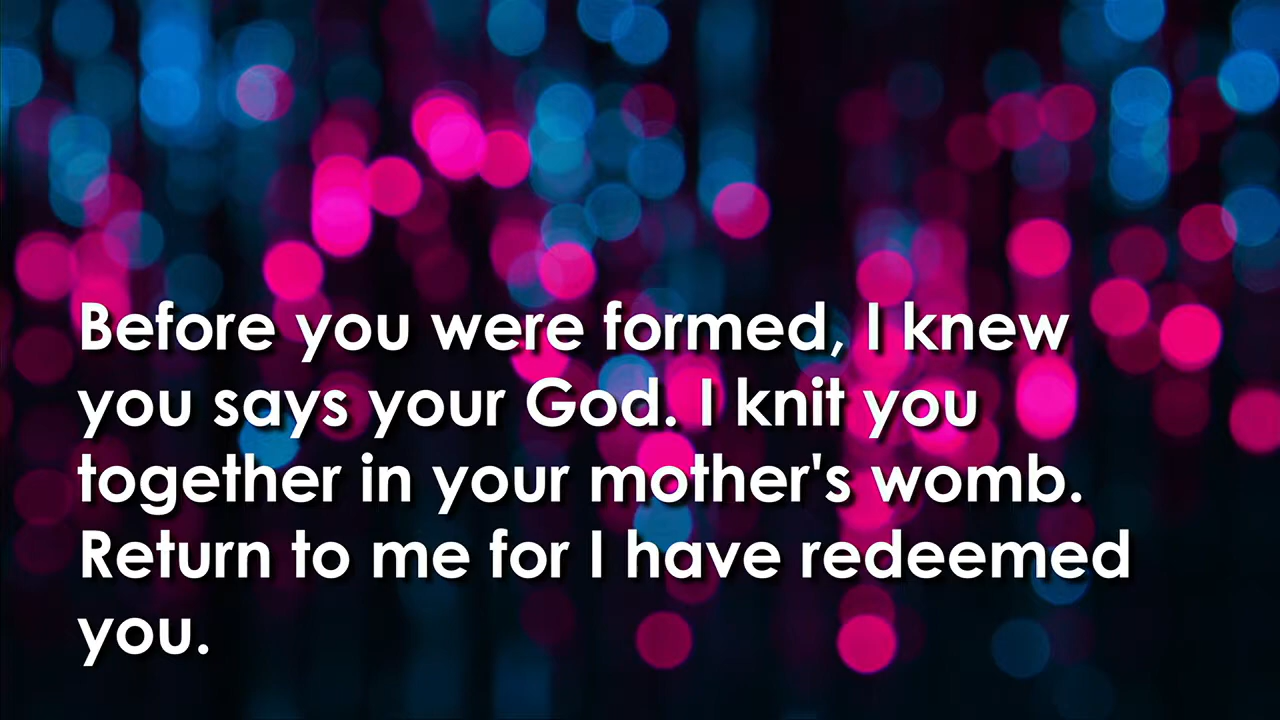 Before you were formed, I knew
you says your God. I knit you
together in your mother's womb.
Return to me for I have redeemed
you.